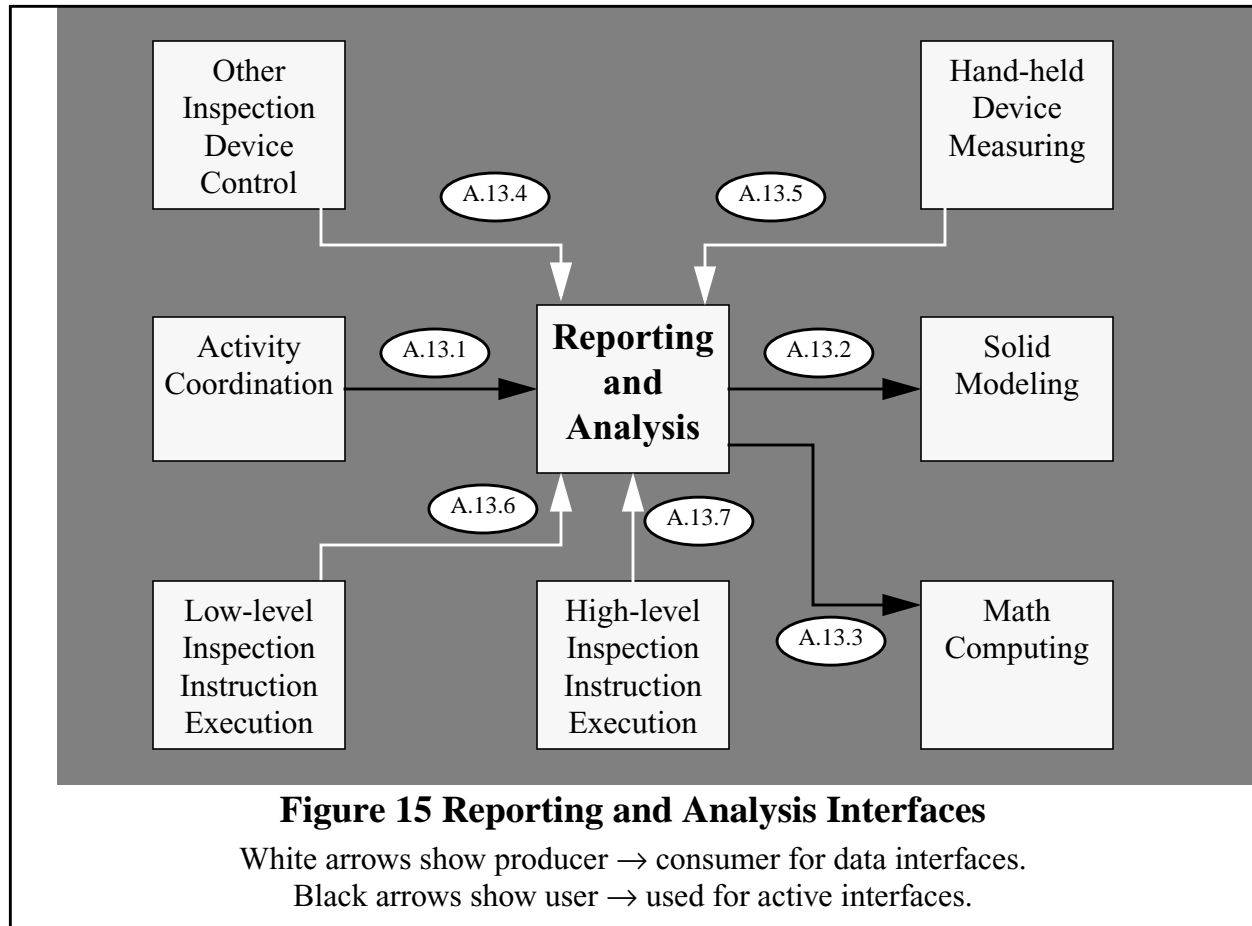 Other
Inspection
Device
Control
Hand-held
Device
Measuring
A.13.4
A.13.5
Activity
Coordination
A.13.1
Reporting
and
Analysis
A.13.2
Solid
Modeling
A.13.6
A.13.7
Low-level
Inspection
Instruction
Execution
High-level
Inspection
Instruction
Execution
A.13.3
Math
Computing
Figure 15 Reporting and Analysis Interfaces
White arrows show producer → consumer for data interfaces.
Black arrows show user → used for active interfaces.